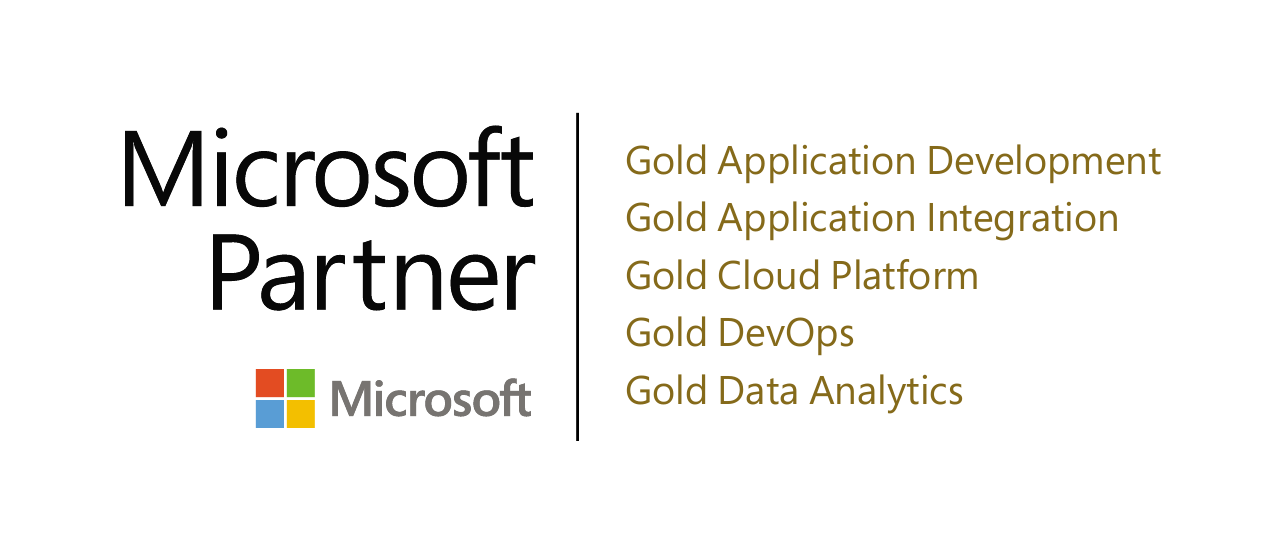 Microsoft
Partner
Microsoft
Gold Application Development
Gold Application Integration
Gold Cloud Platform
Gold DevOps
Gold Data Analytics